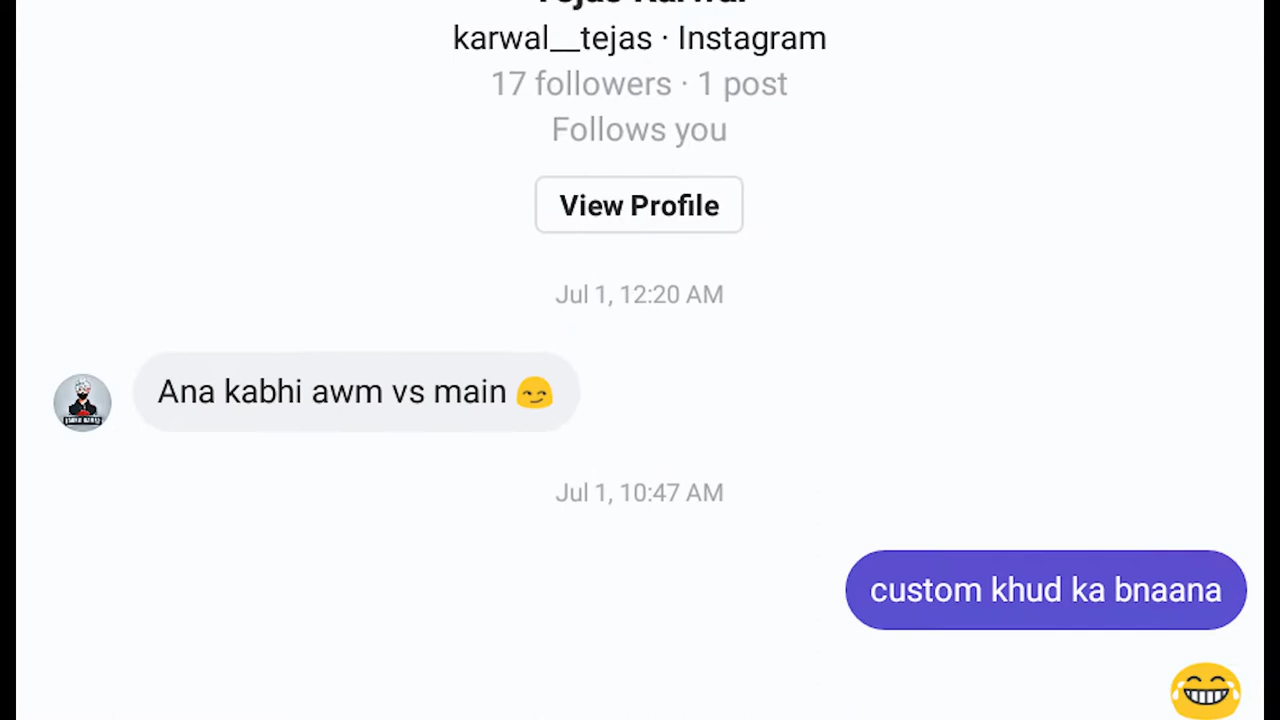 karwal__tejas · Instagram
17 followers · 1 post
Follows you
View Profile
Jul 1, 12:20 AM
Ana kabhi awm vs main 😏
Jul 1, 10:47 AM
custom khud ka bnaana
😂